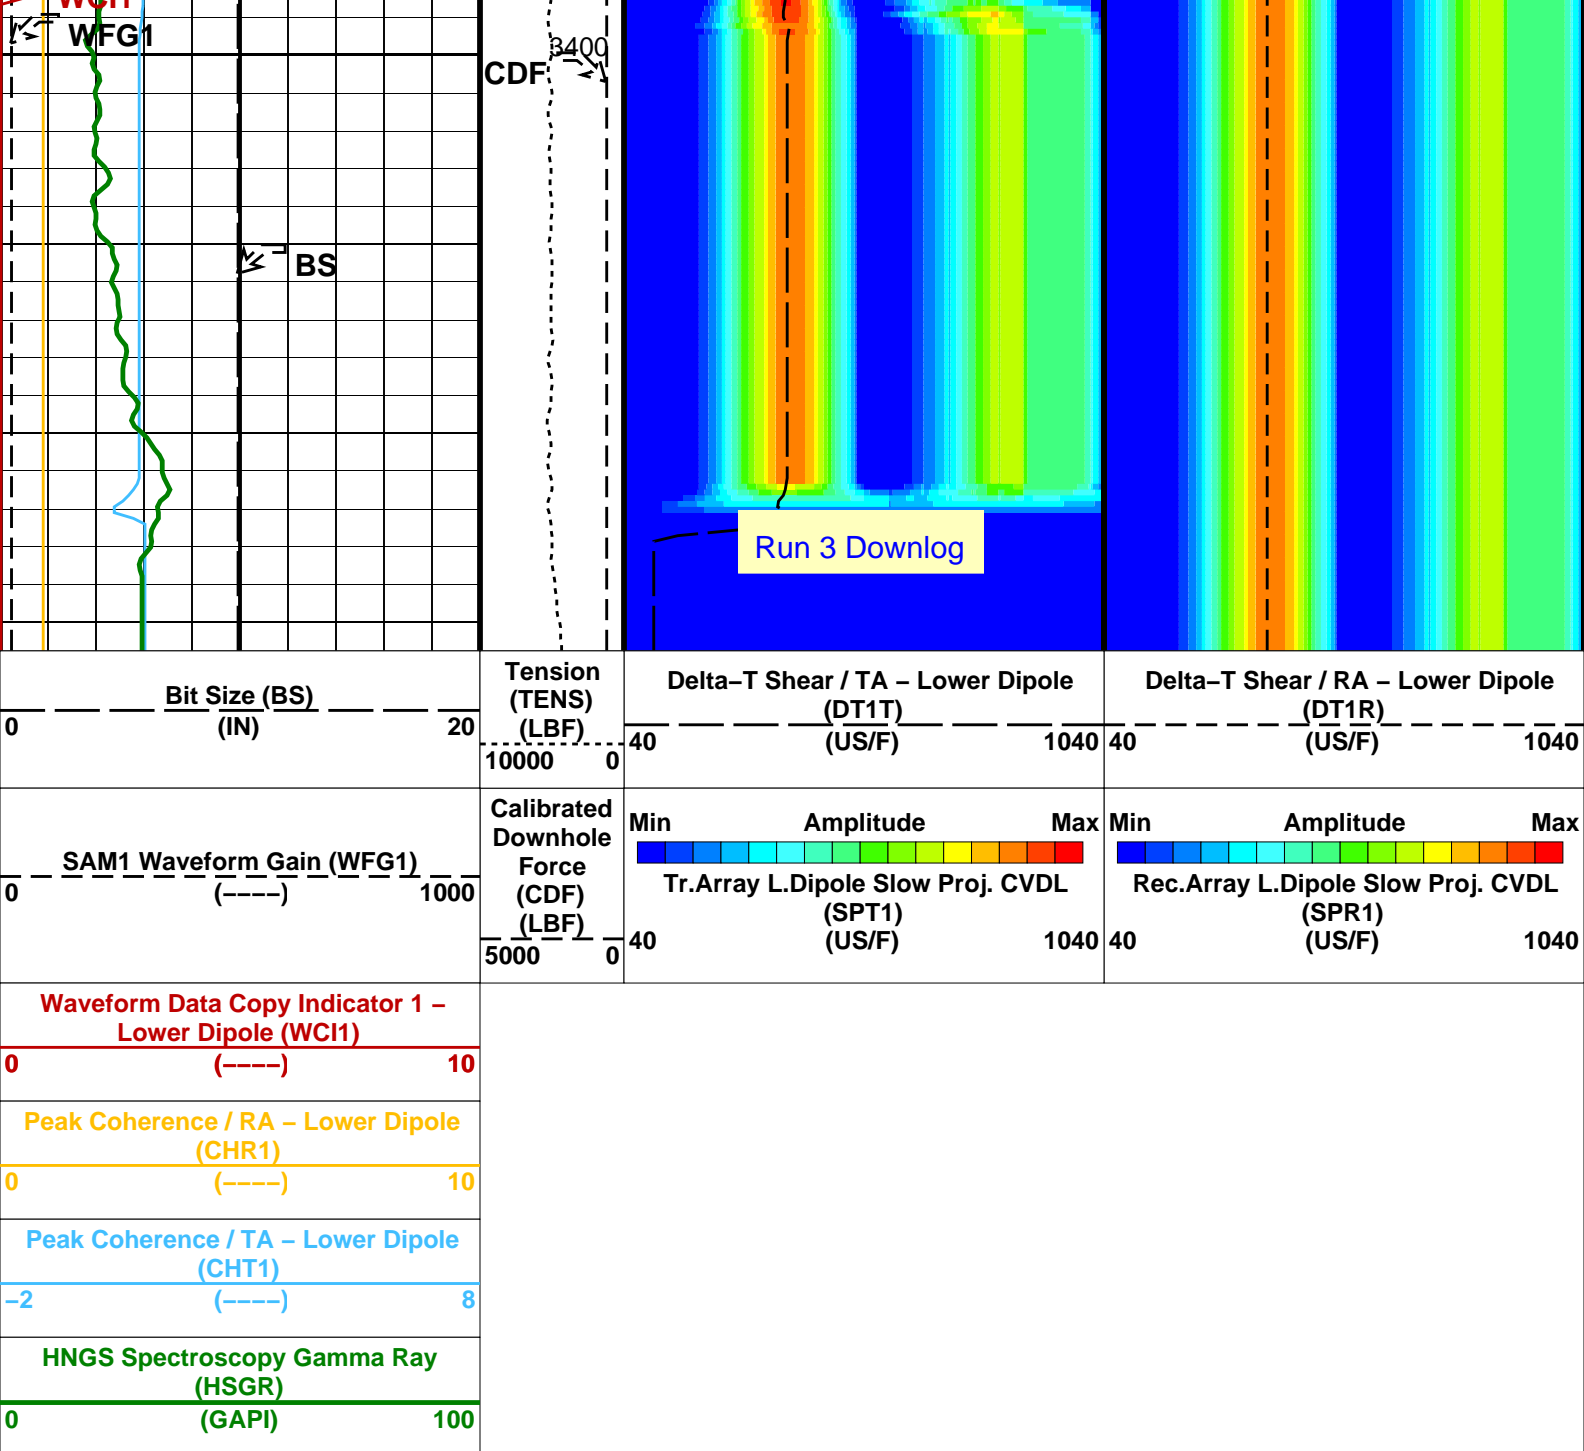 WCI1
WFG1
3400
CDF
BS
Run 3 Downlog
Bit Size (BS)
0 (IN) 20
Tension
(TENS)
(LBF)
10000 0
Delta–T Shear / TA – Lower Dipole
(DT1T)
40 (US/F) 1040
Delta–T Shear / RA – Lower Dipole
(DT1R)
40 (US/F) 1040
SAM1 Waveform Gain (WFG1)
0 (––––) 1000
Calibrated
Downhole
Force
(CDF)
(LBF)
5000 0
Min Amplitude Max
Tr.Array L.Dipole Slow Proj. CVDL
(SPT1)
40 (US/F) 1040
Min Amplitude Max
Rec.Array L.Dipole Slow Proj. CVDL
(SPR1)
40 (US/F) 1040
Waveform Data Copy Indicator 1 –
Lower Dipole (WCI1)
0 (––––) 10
Peak Coherence / RA – Lower Dipole
(CHR1)
0 (––––) 10
Peak Coherence / TA – Lower Dipole
(CHT1)
–2 (––––) 8
HNGS Spectroscopy Gamma Ray
(HSGR)
0 (GAPI) 100